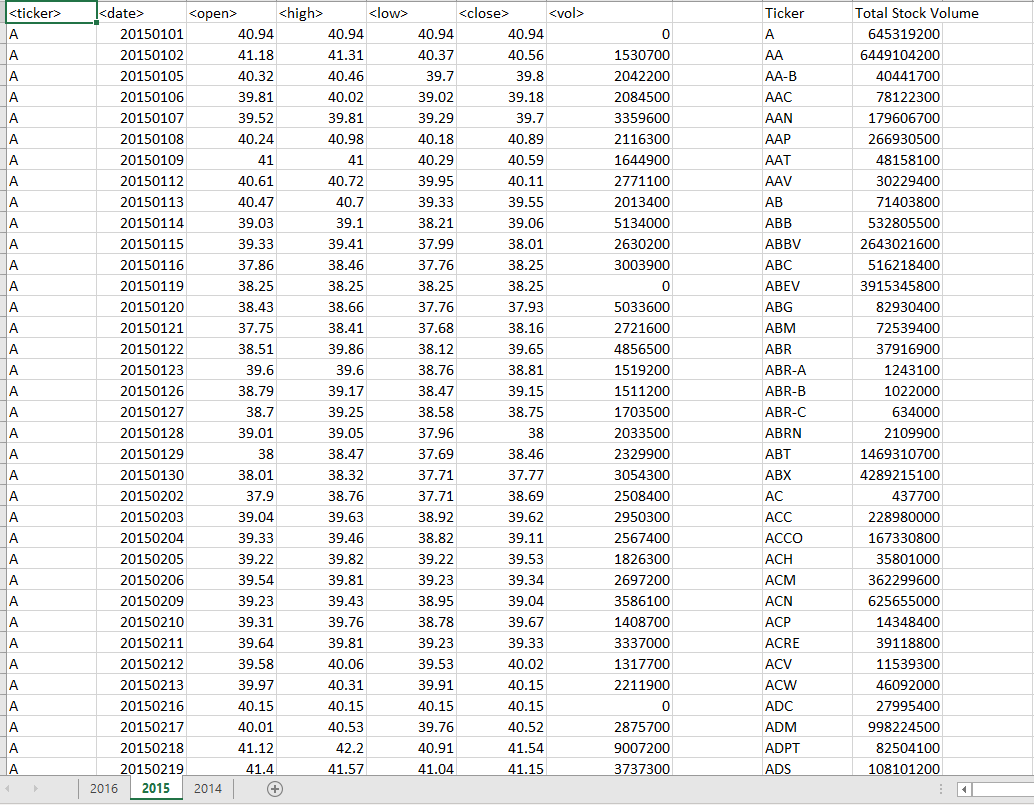 <ticker> <date> <open> <high> <low> <close> <vol> Ticker Total Stock Volume
A 20150101 40.94 40.94 40.94 40.94 0 A 645319200
A 20150102 41.18 41.31 40.37 40.56 1530700 AA 6449104200
A 20150105 40.32 40.46 39.7 39.8 2042200 AA-B 40441700
A 20150106 39.81 40.02 39.02 39.18 2084500 AAC 78122300
A 20150107 39.52 39.81 39.29 39.7 3359600 AAN 179606700
A 20150108 40.24 40.98 40.18 40.89 2116300 AAP 266930500
A 20150109 41 41 40.29 40.59 1644900 AAT 48158100
A 20150112 40.61 40.72 39.95 40.11 2771100 AAV 30229400
A 20150113 40.47 40.7 39.33 39.55 2013400 AB 71403800
A 20150114 39.03 39.1 38.21 39.06 5134000 ABB 532805500
A 20150115 39.33 39.41 37.99 38.01 2630200 ABBV 2643021600
A 20150116 37.86 38.46 37.76 38.25 3003900 ABC 516218400
A 20150119 38.25 38.25 38.25 38.25 0 ABEV 3915345800
A 20150120 38.43 38.66 37.76 37.93 5033600 ABG 82930400
A 20150121 37.75 38.41 37.68 38.16 2721600 ABM 72539400
A 20150122 38.51 39.86 38.12 39.65 4856500 ABR 37916900
A 20150123 39.6 39.6 38.76 38.81 1519200 ABR-A 1243100
A 20150126 38.79 39.17 38.47 39.15 1511200 ABR-B 1022000
A 20150127 38.7 39.25 38.58 38.75 1703500 ABR-C 634000
A 20150128 39.01 39.05 37.96 38 2033500 ABRN 2109900
A 20150129 38 38.47 37.69 38.46 2329900 ABT 1469310700
A 20150130 38.01 38.32 37.71 37.77 3054300 ABX 4289215100
A 20150202 37.9 38.76 37.71 38.69 2508400 AC 437700
A 20150203 39.04 39.63 38.92 39.62 2950300 ACC 228980000
A 20150204 39.33 39.46 38.82 39.11 2567400 ACCO 167330800
A 20150205 39.22 39.82 39.22 39.53 1826300 ACH 35801000
A 20150206 39.54 39.81 39.23 39.34 2697200 ACM 362299600
A 20150209 39.23 39.43 38.95 39.04 3586100 ACN 625655000
A 20150210 39.31 39.76 38.78 39.67 1408700 ACP 14348400
A 20150211 39.64 39.81 39.23 39.33 3337000 ACRE 39118800
A 20150212 39.58 40.06 39.53 40.02 1317700 ACV 11539300
A 20150213 39.97 40.31 39.91 40.15 2211900 ACW 46092000
A 20150216 40.15 40.15 40.15 40.15 0 ADC 27995400
A 20150217 40.01 40.53 39.76 40.52 2875700 ADM 998224500
A 20150218 41.12 42.2 40.91 41.54 9007200 ADPT 82504100
A 20150219 41.4 41.57 41.04 41.15 3737300 ADS 108101200
2016 2015 2014